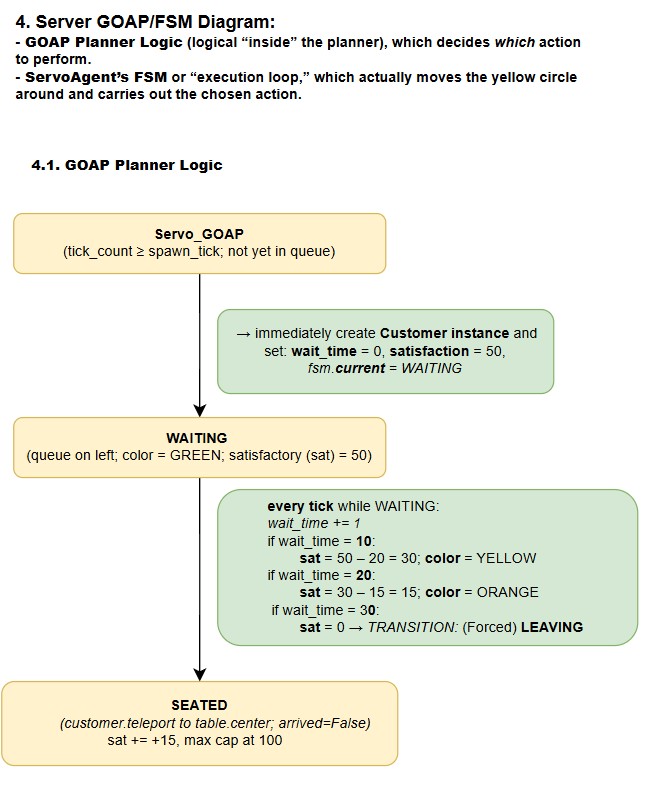 4. Server GOAP/FSM Diagram:
- GOAP Planner Logic (logical “inside” the planner), which decides which action
to perform.
- ServoAgent’s FSM or “execution loop,” which actually moves the yellow circle
around and carries out the chosen action.
4.1. GOAP Planner Logic
Servo_GOAP
(tick_count ≥ spawn_tick; not yet in queue)
→ immediately create Customer instance and
set: wait_time = 0, satisfaction = 50,
fsm.current = WAITING
WAITING
(queue on left; color = GREEN; satisfactory (sat) = 50)
every tick while WAITING:
wait_time += 1
if wait_time = 10:
sat = 50 – 20 = 30; color = YELLOW
if wait_time = 20:
sat = 30 – 15 = 15; color = ORANGE
if wait_time = 30:
sat = 0 → TRANSITION: (Forced) LEAVING
SEATED
(customer.teleport to table.center; arrived=False)
sat += +15, max cap at 100